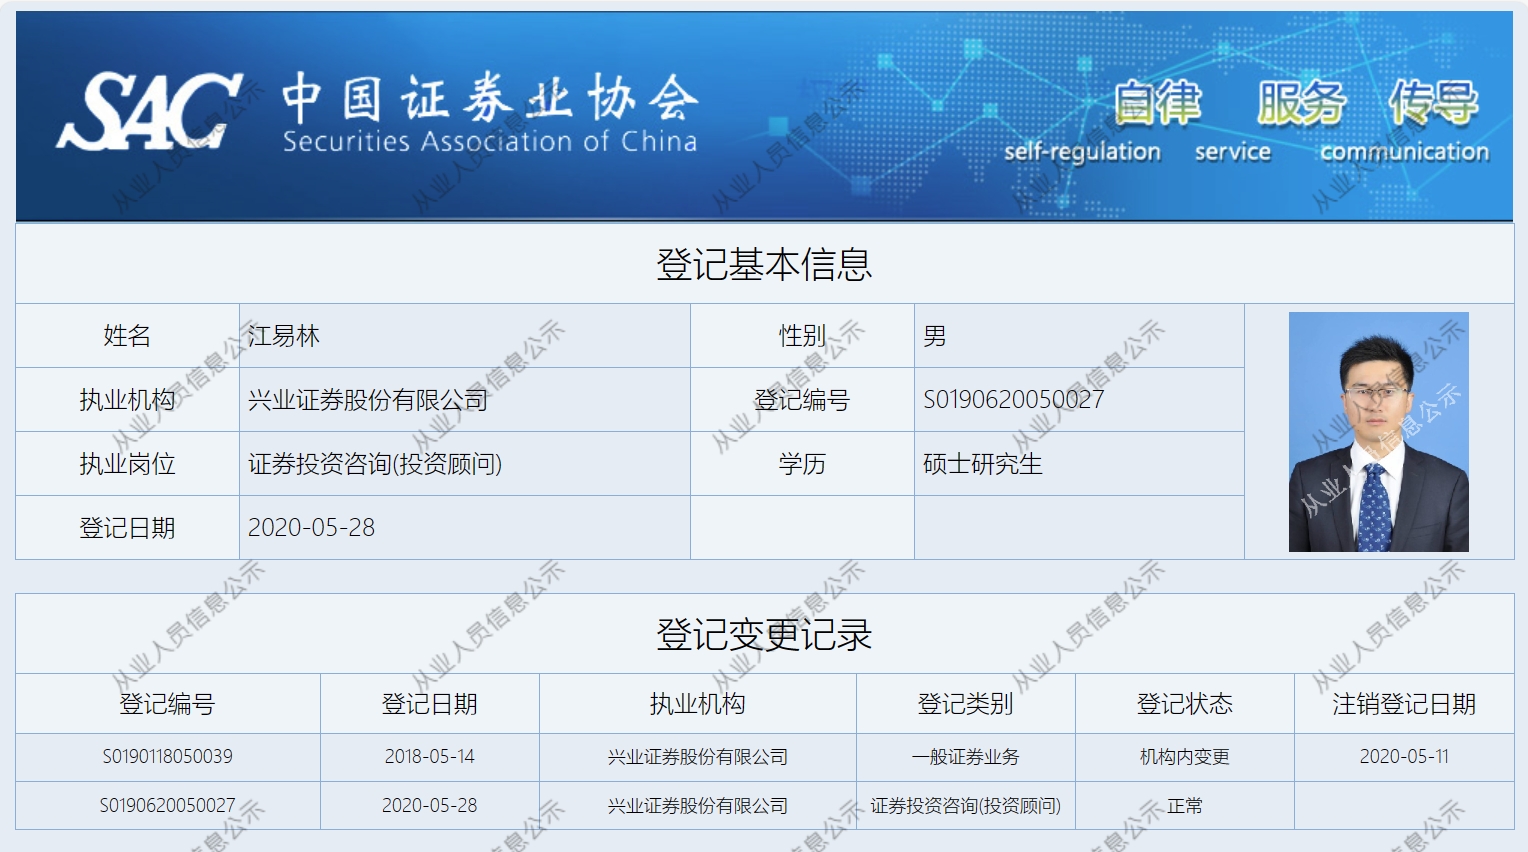 SAC 中国证券业协会
Securities Association of China
自律 服务 传导
self-regulation service communication
登记基本信息
姓名 江易林 性别 男
执业机构 兴业证券股份有限公司 登记编号 S0190620050027
执业岗位 证券投资咨询(投资顾问) 学历 硕士研究生
登记日期 2020-05-28
登记变更记录
登记编号 登记日期 执业机构 登记类别 登记状态 注销登记日期
S0190118050039 2018-05-14 兴业证券股份有限公司 一般证券业务 机构内变更 2020-05-11
S0190620050027 2020-05-28 兴业证券股份有限公司 证券投资咨询(投资顾问) 正常
从业人员信息公示